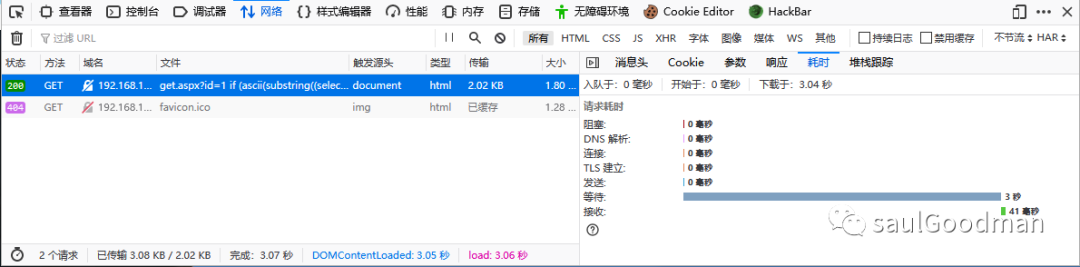 查看器 控制台 调试器 网络 样式编辑器 性能 内存 存储 无障碍环境 Cookie Editor HackBar
过滤 URL 所有 HTML CSS JS XHR 字体 图像 媒体 WS 其他 持续日志 禁用缓存 不节流 HAR
状态 方法 域名 文件 触发源头 类型 传输 大小
200 GET 192.168.1... get.aspx?id=1 if (ascii(substring((selec... document html 2.02 KB 1.80 ...
404 GET 192.168.1... favicon.ico img html 已缓存 1.28 ...
消息头 Cookie 参数 响应 耗时 堆栈跟踪
入队于: 0 毫秒 开始于: 0 毫秒 下载于: 3.04 秒
请求耗时
阻塞: 0 毫秒
DNS 解析: 0 毫秒
连接: 0 毫秒
TLS 建立: 0 毫秒
发送: 0 毫秒
等待: 3 秒
接收: 41 毫秒
saulGoodman
2 个请求 已传输 3.08 KB / 2.02 KB 完成: 3.07 秒 DOMContentLoaded: 3.05 秒 load: 3.06 秒